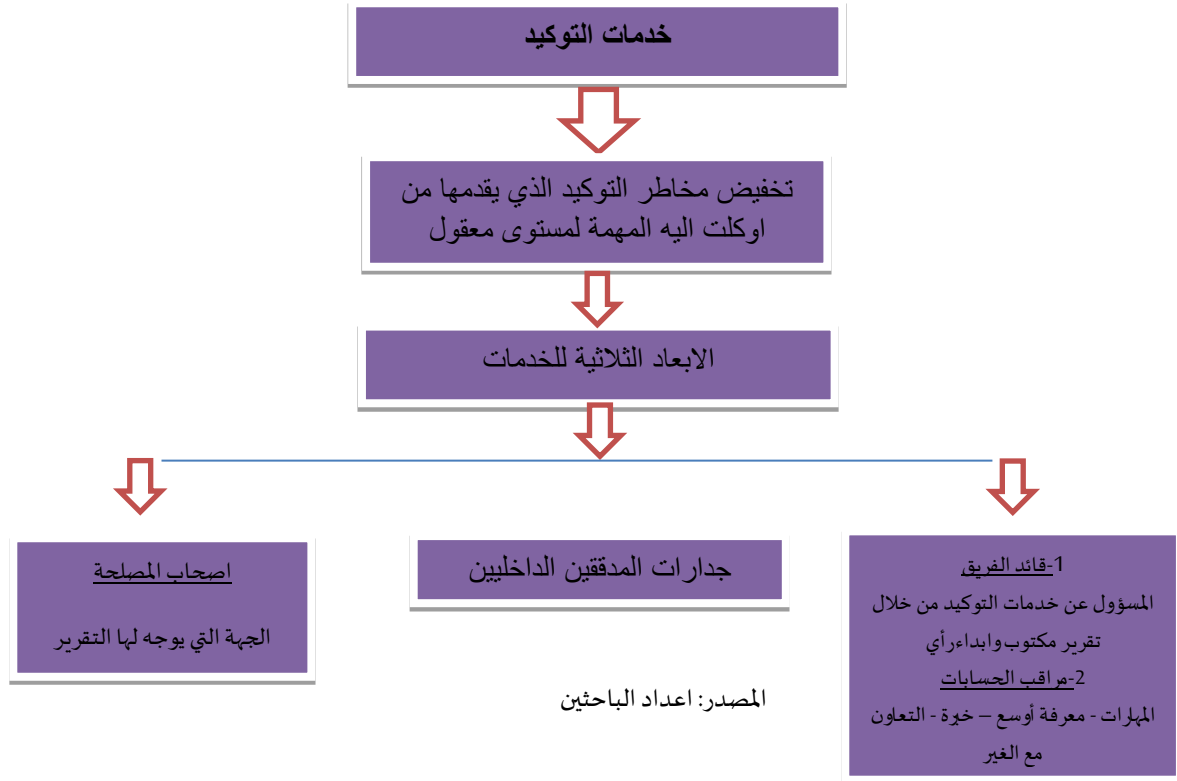 خدمات التوكيد
تخفيض مخاطر التوكيد الذي يقدمها من
اوكلت اليه المهمة لمستوى معقول
الابعاد الثلاثية للخدمات
1-قائد الفريق
المسؤول عن خدمات التوكيد من خلال
تقرير مكتوب وابداء رأي
2-مراقب الحسابات
المهارات - معرفة أوسع – خبرة - التعاون
مع الغير
جدارات المدققين الداخليين
اصحاب المصلحة
الجهة التي يوجه لها التقرير
المصدر: اعداد الباحثين